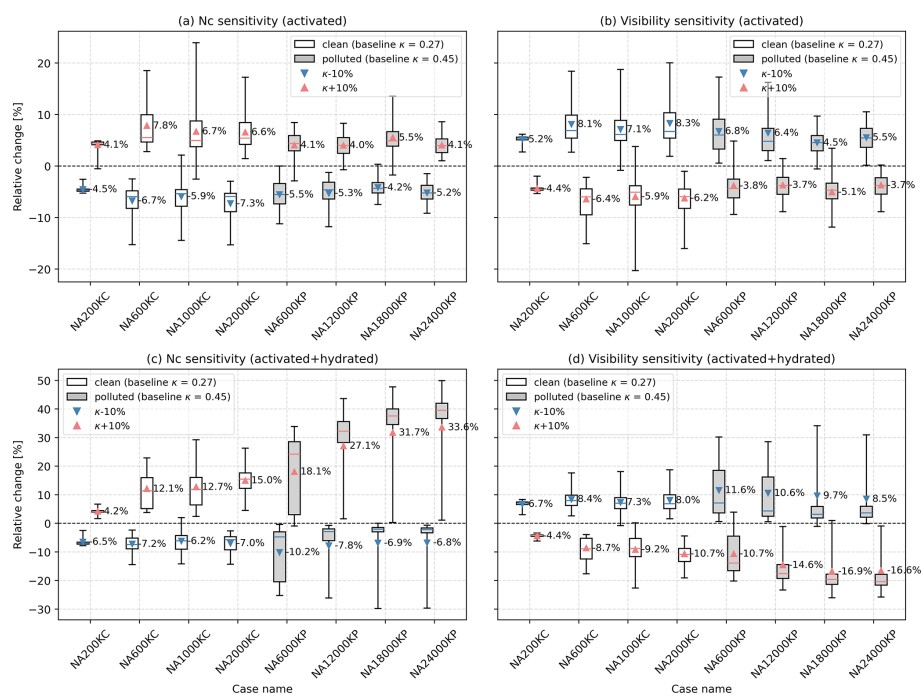 (a) Nc sensitivity (activated)
Relative change [%]
20
10
0
−10
−20
clean (baseline κ = 0.27)
polluted (baseline κ = 0.45)
κ-10%
κ+10%
4.1%
7.8%
6.7%
6.6%
4.1%
4.0%
5.5%
4.1%
-4.5%
-6.7%
-5.9%
-7.3%
-5.5%
-5.3%
-4.2%
-5.2%
NA200KC
NA600KC
NA1000KC
NA2000KC
NA6000KP
NA12000KP
NA18000KP
NA24000KP
(b) Visibility sensitivity (activated)
clean (baseline κ = 0.27)
polluted (baseline κ = 0.45)
κ-10%
κ+10%
5.2%
8.1%
7.1%
8.3%
6.8%
6.4%
4.5%
5.5%
-4.4%
-6.4%
-5.9%
-6.2%
-3.8%
-3.7%
-5.1%
-3.7%
NA200KC
NA600KC
NA1000KC
NA2000KC
NA6000KP
NA12000KP
NA18000KP
NA24000KP
(c) Nc sensitivity (activated+hydrated)
Relative change [%]
50
40
30
20
10
0
−10
−20
−30
clean (baseline κ = 0.27)
polluted (baseline κ = 0.45)
κ-10%
κ+10%
4.2%
12.1%
12.7%
15.0%
18.1%
27.1%
31.7%
33.6%
-6.5%
-7.2%
-6.2%
-7.0%
-10.2%
-7.8%
-6.9%
-6.8%
NA200KC
NA600KC
NA1000KC
NA2000KC
NA6000KP
NA12000KP
NA18000KP
NA24000KP
Case name
(d) Visibility sensitivity (activated+hydrated)
clean (baseline κ = 0.27)
polluted (baseline κ = 0.45)
κ-10%
κ+10%
6.7%
8.4%
7.3%
8.0%
11.6%
10.6%
9.7%
8.5%
-4.4%
-8.7%
-9.2%
-10.7%
-10.7%
-14.6%
-16.9%
-16.6%
NA200KC
NA600KC
NA1000KC
NA2000KC
NA6000KP
NA12000KP
NA18000KP
NA24000KP
Case name